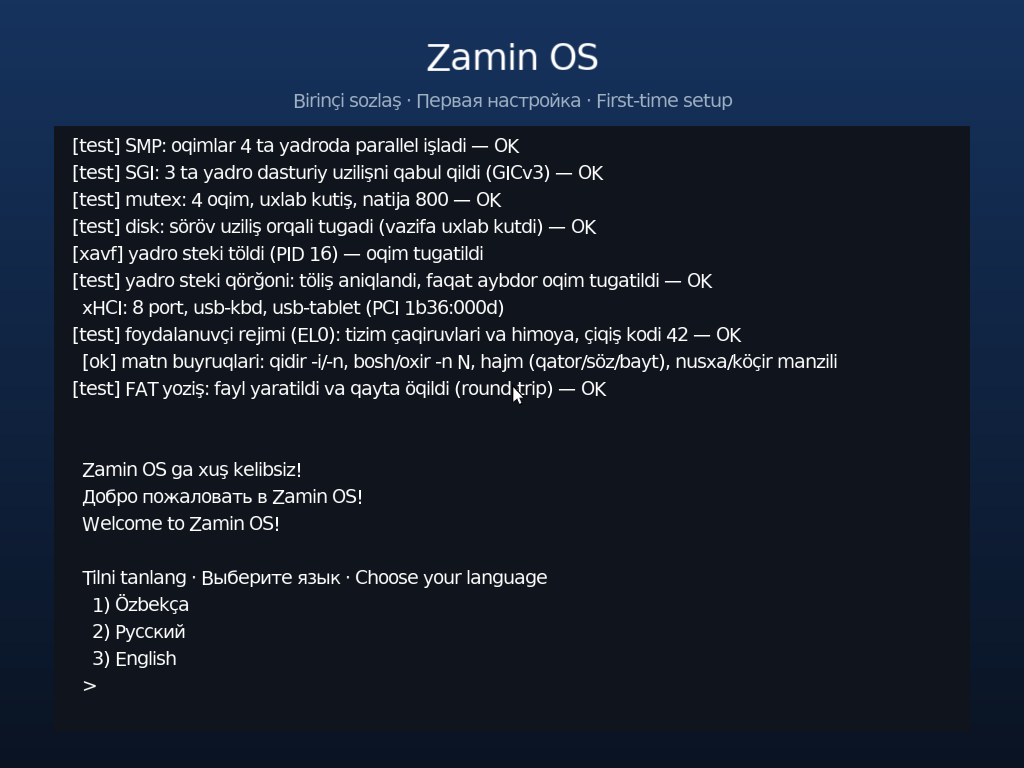 Zamin OS
Birinçi sozlaş · Первая настройка · First-time setup
[test] SMP: oqimlar 4 ta yadroda parallel işladi — OK
[test] SGI: 3 ta yadro dasturiy uzilişni qabul qildi (GICv3) — OK
[test] mutex: 4 oqim, uxlab kutiş, natija 800 — OK
[test] disk: söröv uziliş orqali tugadi (vazifa uxlab kutdi) — OK
[xavf] yadro steki töldi (PID 16) — oqim tugatildi
[test] yadro steki qörğoni: töliş aniqlandi, faqat aybdor oqim tugatildi — OK
xHCI: 8 port, usb-kbd, usb-tablet (PCI 1b36:000d)
[test] foydalanuvçi rejimi (EL0): tizim çaqiruvlari va himoya, çiqiş kodi 42 — OK
[ok] matn buyruqlari: qidir -i/-n, bosh/oxir -n N, hajm (qator/söz/bayt), nusxa/köçir manzili
[test] FAT yoziş: fayl yaratildi va qayta öqildi (round trip) — OK
Zamin OS ga xuş kelibsiz!
Добро пожаловать в Zamin OS!
Welcome to Zamin OS!
Tilni tanlang · Выберите язык · Choose your language
1) Özbekça
2) Русский
3) English
>